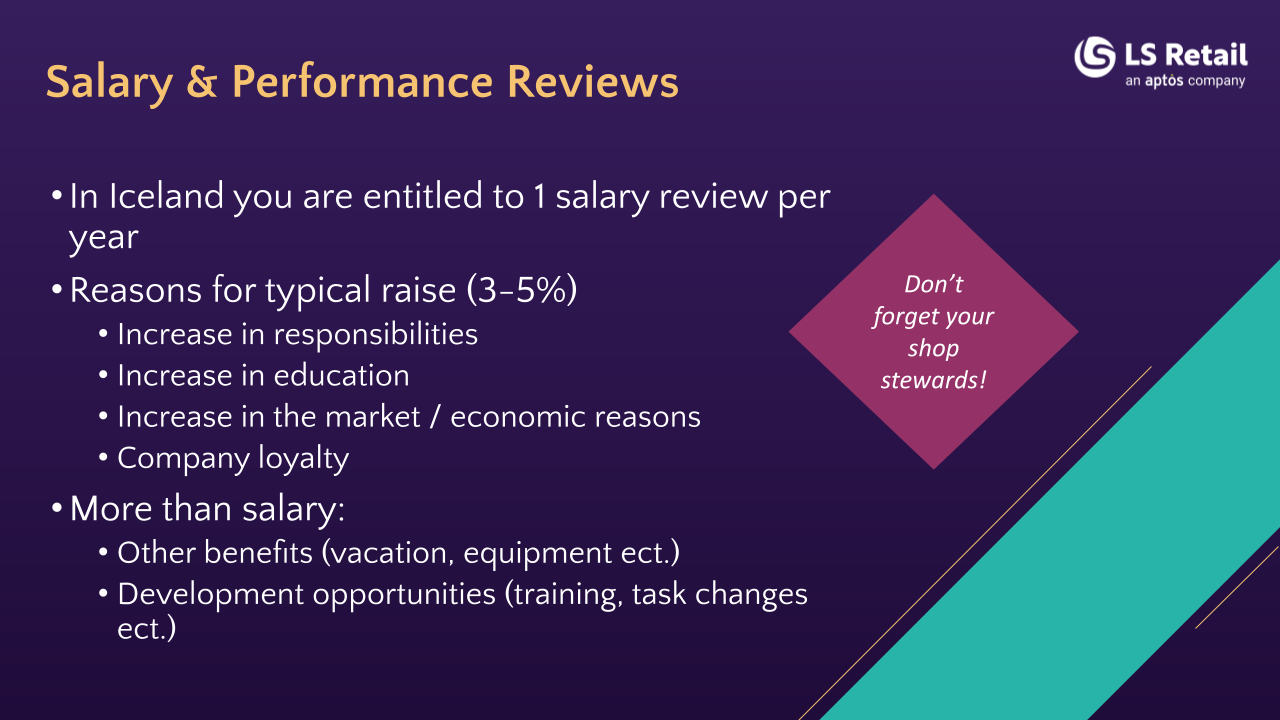 Salary & Performance Reviews
LS Retail
an aptos company
• In Iceland you are entitled to 1 salary review per
year
• Reasons for typical raise (3-5%)
• Increase in responsibilities
• Increase in education
• Increase in the market / economic reasons
• Company loyalty
• More than salary:
• Other benefits (vacation, equipment ect.)
• Development opportunities (training, task changes
ect.)
Don’t
forget your
shop
stewards!